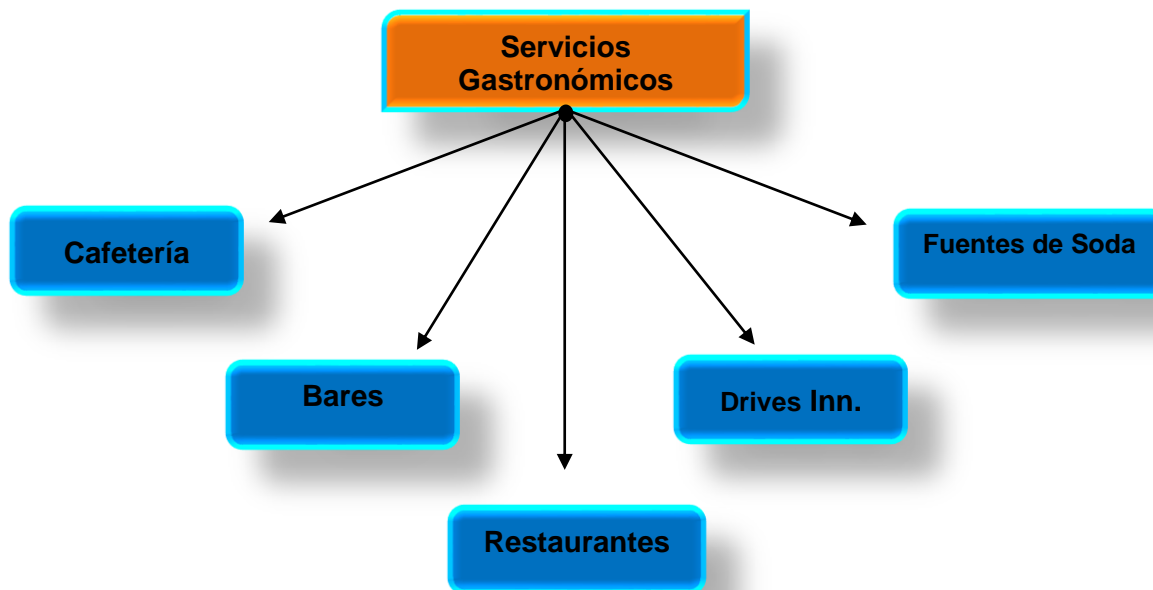 Servicios
Gastronómicos
Cafetería
Fuentes de Soda
Bares
Drives Inn.
Restaurantes